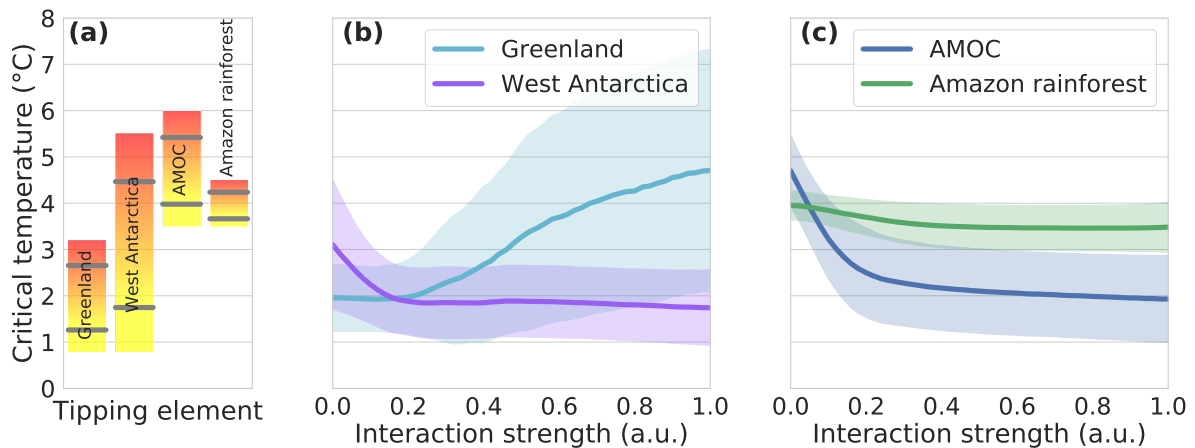 (a)
(b)
(c)
Critical temperature (°C)
8
7
6
5
4
3
2
1
0
Greenland
West Antarctica
AMOC
Amazon rainforest
Tipping element
Greenland
West Antarctica
0.0 0.2 0.4 0.6 0.8 1.0
Interaction strength (a.u.)
AMOC
Amazon rainforest
0.0 0.2 0.4 0.6 0.8 1.0
Interaction strength (a.u.)